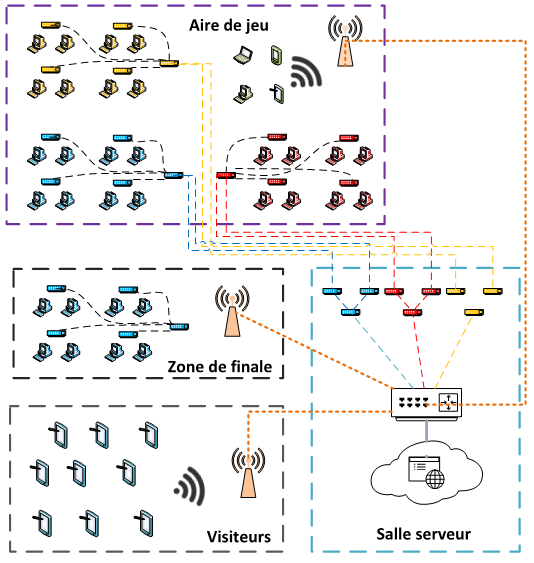 Aire de jeu
Zone de finale
Visiteurs
Salle serveur